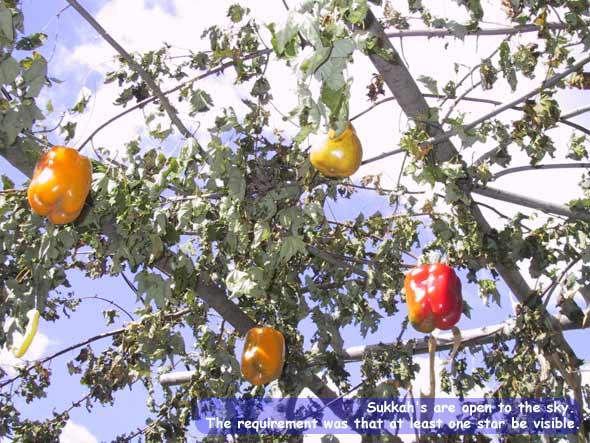 Sukkah's are open to the sky.
The requirement was that at least one star be visible.